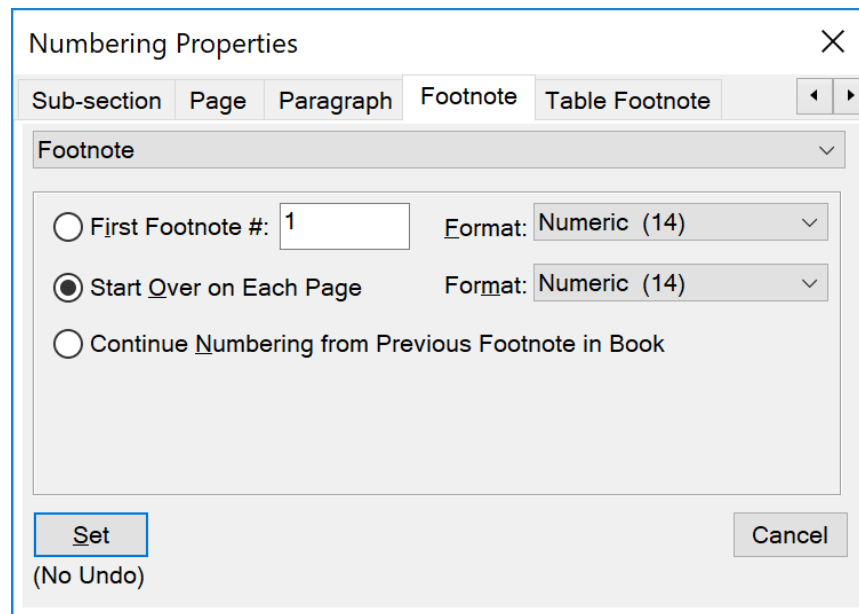 Numbering Properties
Sub-section Page Paragraph Footnote Table Footnote
Footnote
First Footnote #: 1 Format: Numeric (14)
Start Over on Each Page Format: Numeric (14)
Continue Numbering from Previous Footnote in Book
Set Cancel
(No Undo)